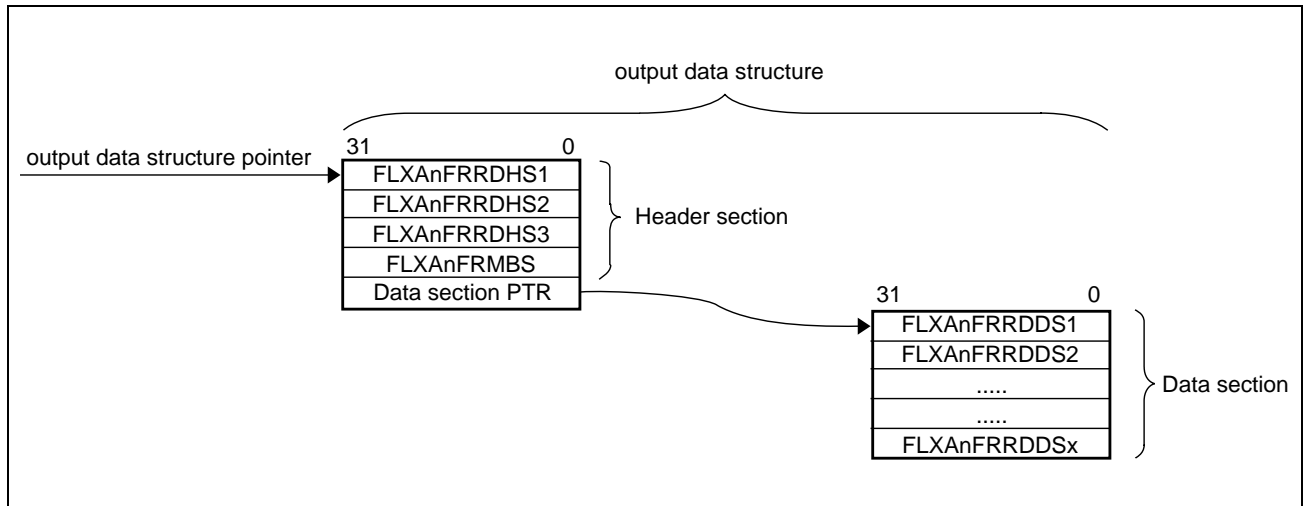 output data structure
output data structure pointer
31 0
FLXAnFRRDHS1
FLXAnFRRDHS2
FLXAnFRRDHS3
FLXAnFRMBS
Data section PTR
Header section
31 0
FLXAnFRRDDS1
FLXAnFRRDDS2
.....
.....
FLXAnFRRDDSx
Data section